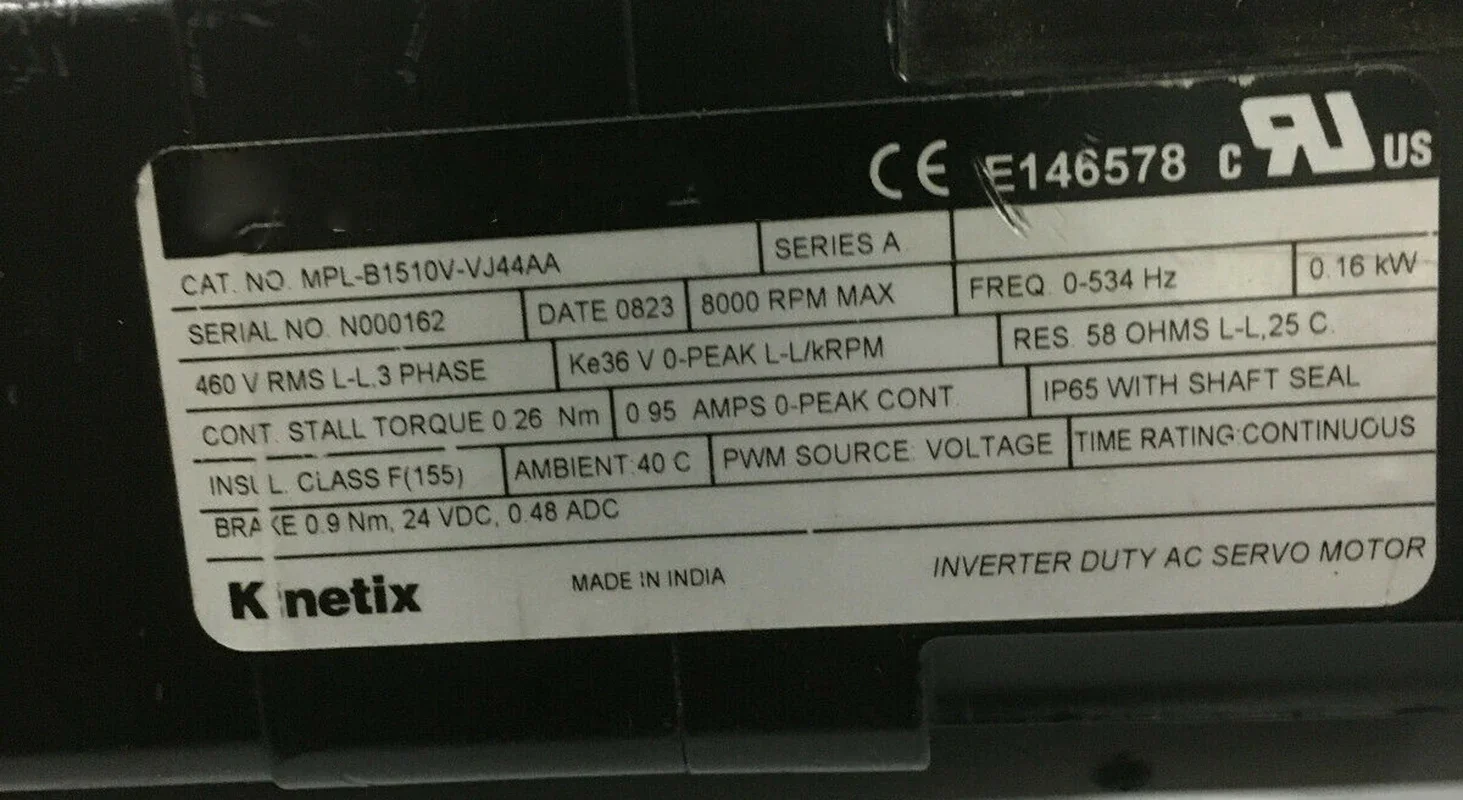 CE E146578 C RU US
CAT. NO. MPL-B1510V-VJ44AA SERIES A
SERIAL NO. N000162 DATE 0823 8000 RPM MAX FREQ. 0-534 Hz 0.16 kW
460 V RMS L-L,3 PHASE Ke36 V 0-PEAK L-L/kRPM RES. 58 OHMS L-L,25 C.
CONT. STALL TORQUE 0.26 Nm 0.95 AMPS 0-PEAK CONT. IP65 WITH SHAFT SEAL
INSUL. CLASS F(155) AMBIENT:40 C PWM SOURCE: VOLTAGE TIME RATING:CONTINUOUS
BRAKE 0.9 Nm, 24 VDC, 0.48 ADC
Kinetix MADE IN INDIA INVERTER DUTY AC SERVO MOTOR